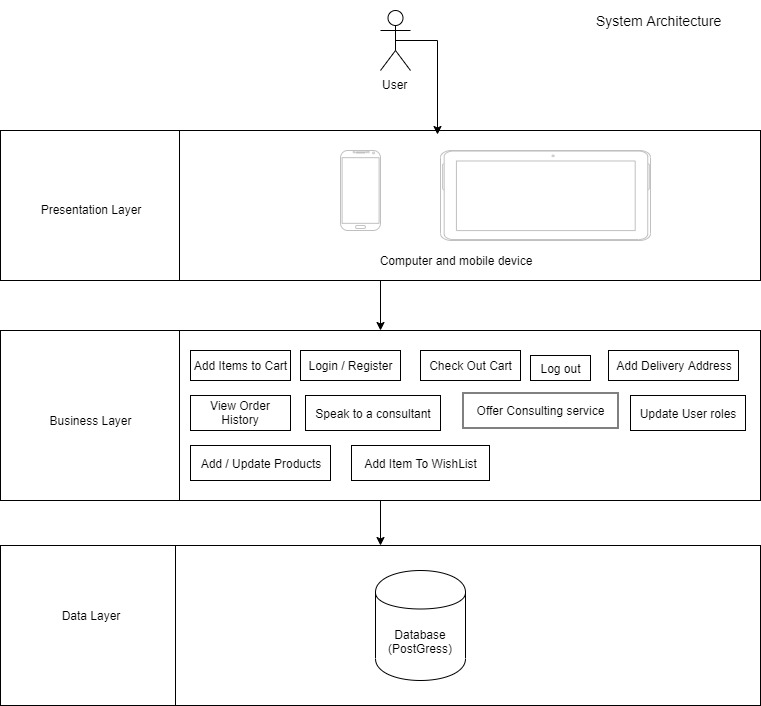 System Architecture
User
Presentation Layer
Computer and mobile device
Business Layer
Add Items to Cart
Login / Register
Check Out Cart
Log out
Add Delivery Address
View Order
History
Speak to a consultant
Offer Consulting service
Update User roles
Add / Update Products
Add Item To WishList
Data Layer
Database
(PostGress)